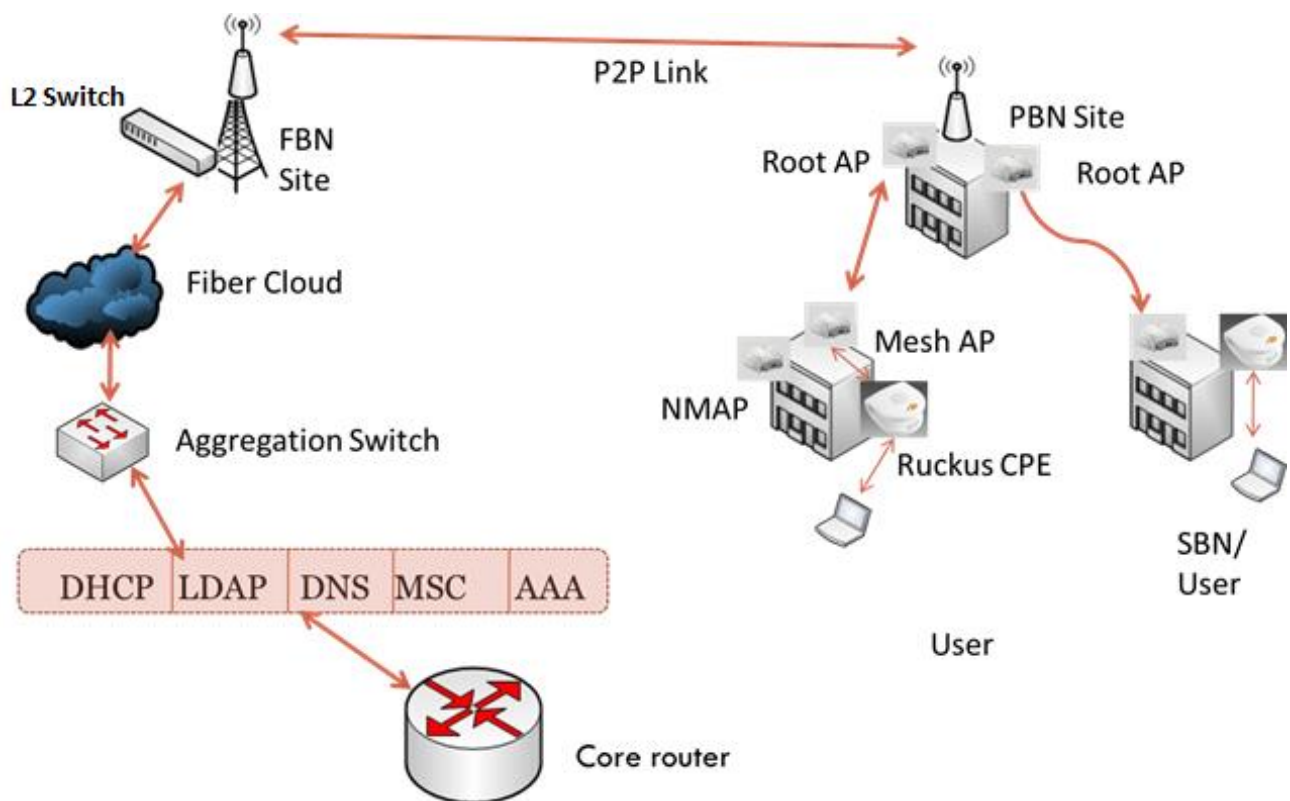 P2P Link
L2 Switch
FBN
Site
PBN Site
Root AP
Root AP
Fiber Cloud
Mesh AP
NMAP
Aggregation Switch
Ruckus CPE
SBN/
User
DHCP LDAP DNS MSC AAA
User
Core router